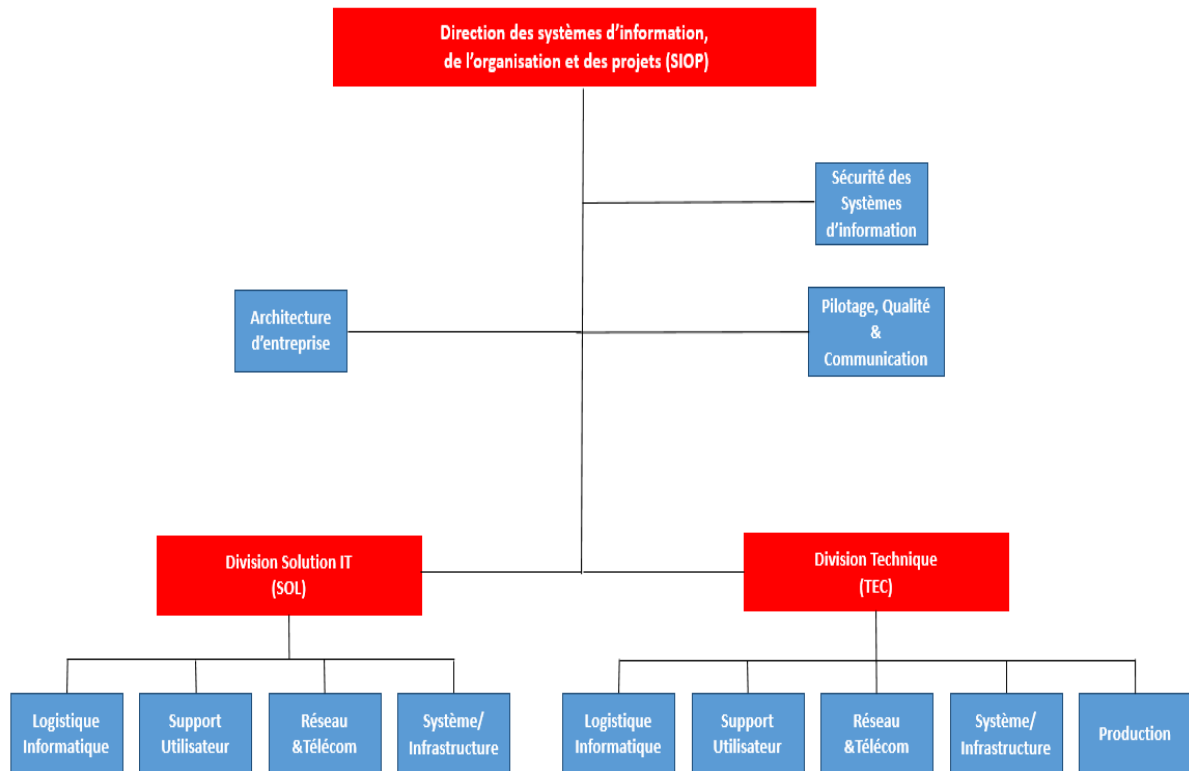 Direction des systèmes d’information,
de l’organisation et des projets (SIOP)
Sécurité des
Systèmes
d’information
Architecture
d’entreprise
Pilotage, Qualité
&
Communication
Division Solution IT
(SOL)
Division Technique
(TEC)
Logistique
Informatique
Support
Utilisateur
Réseau
&Télécom
Système/
Infrastructure
Logistique
Informatique
Support
Utilisateur
Réseau
&Télécom
Système/
Infrastructure
Production